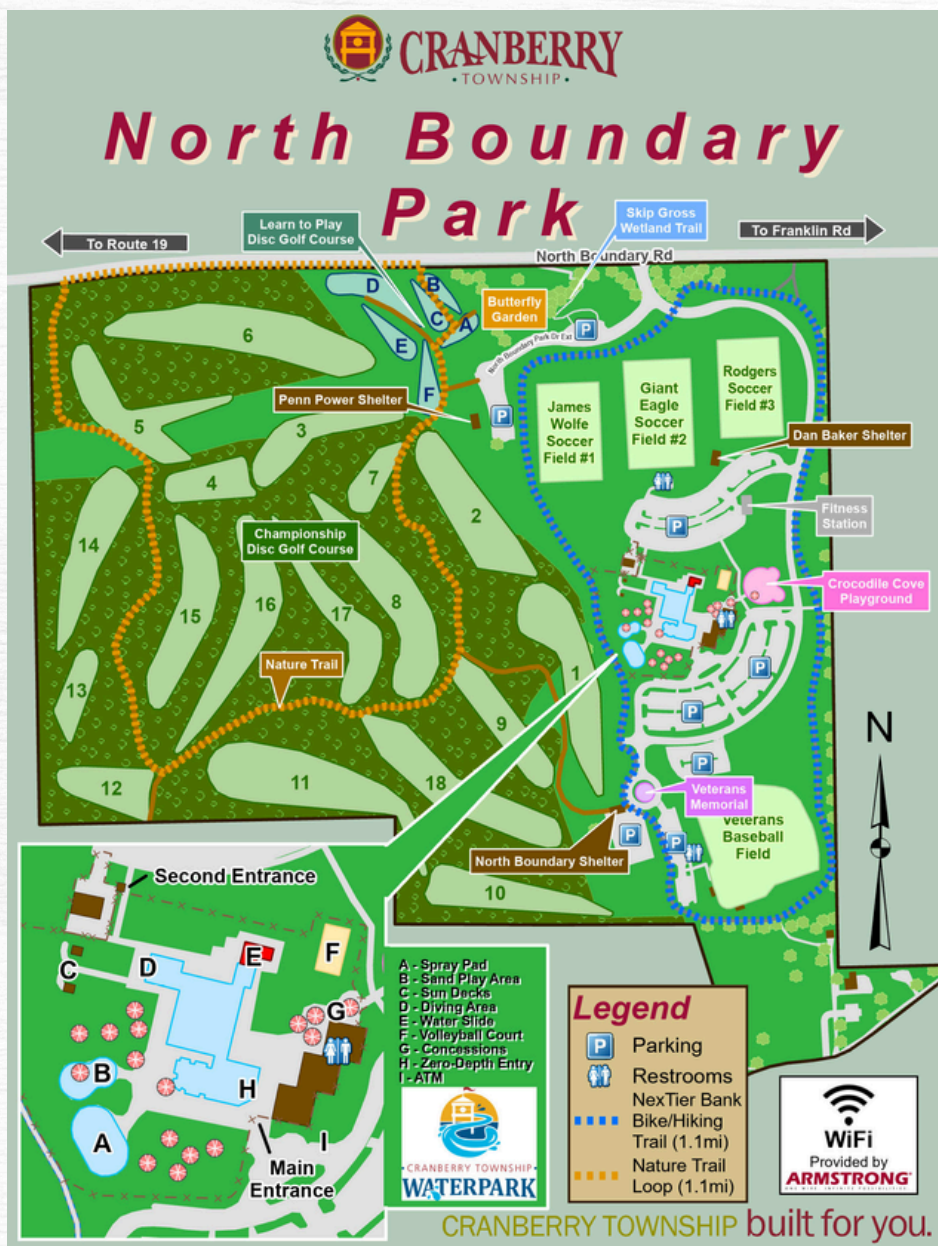 CRANBERRY
• TOWNSHIP •
North Boundary
Park
To Route 19
Learn to Play
Disc Golf Course
Skip Gross
Wetland Trail
To Franklin Rd
North Boundary Rd
D
B
C
A
E
F
Butterfly
Garden
P
North Boundary Park Dr Ext
6
5
4
3
7
2
14
15
16
17
8
13
12
11
18
9
1
10
Penn Power Shelter
P
James
Wolfe
Soccer
Field #1
Giant
Eagle
Soccer
Field #2
Rodgers
Soccer
Field #3
Dan Baker Shelter
Fitness
Station
P
Championship
Disc Golf Course
Crocodile Cove
Playground
Nature Trail
P
P
P
N
Veterans
Memorial
Veterans
Baseball
Field
P
P
North Boundary Shelter
Second Entrance
C
D
E
F
G
B
A
H
I
Main
Entrance
A - Spray Pad
B - Sand Play Area
C - Sun Decks
D - Diving Area
E - Water Slide
F - Volleyball Court
G - Concessions
H - Zero-Depth Entry
I - ATM
• CRANBERRY TOWNSHIP •
WATERPARK
Legend
P Parking
Restrooms
NexTier Bank
Bike/Hiking
Trail (1.1mi)
Nature Trail
Loop (1.1mi)
WiFi
Provided by
ARMSTRONG
CRANBERRY TOWNSHIP built for you.